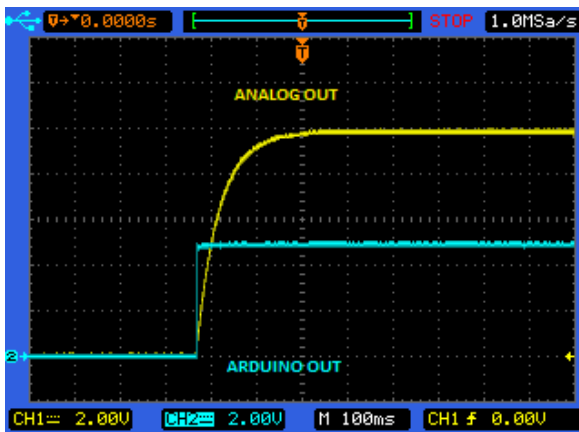 0.0000s T STOP 1.0MSa/s
T
ANALOG OUT
2
ARDUINO OUT
CH1 2.00V CH2 2.00V M 100ms CH1 0.00V